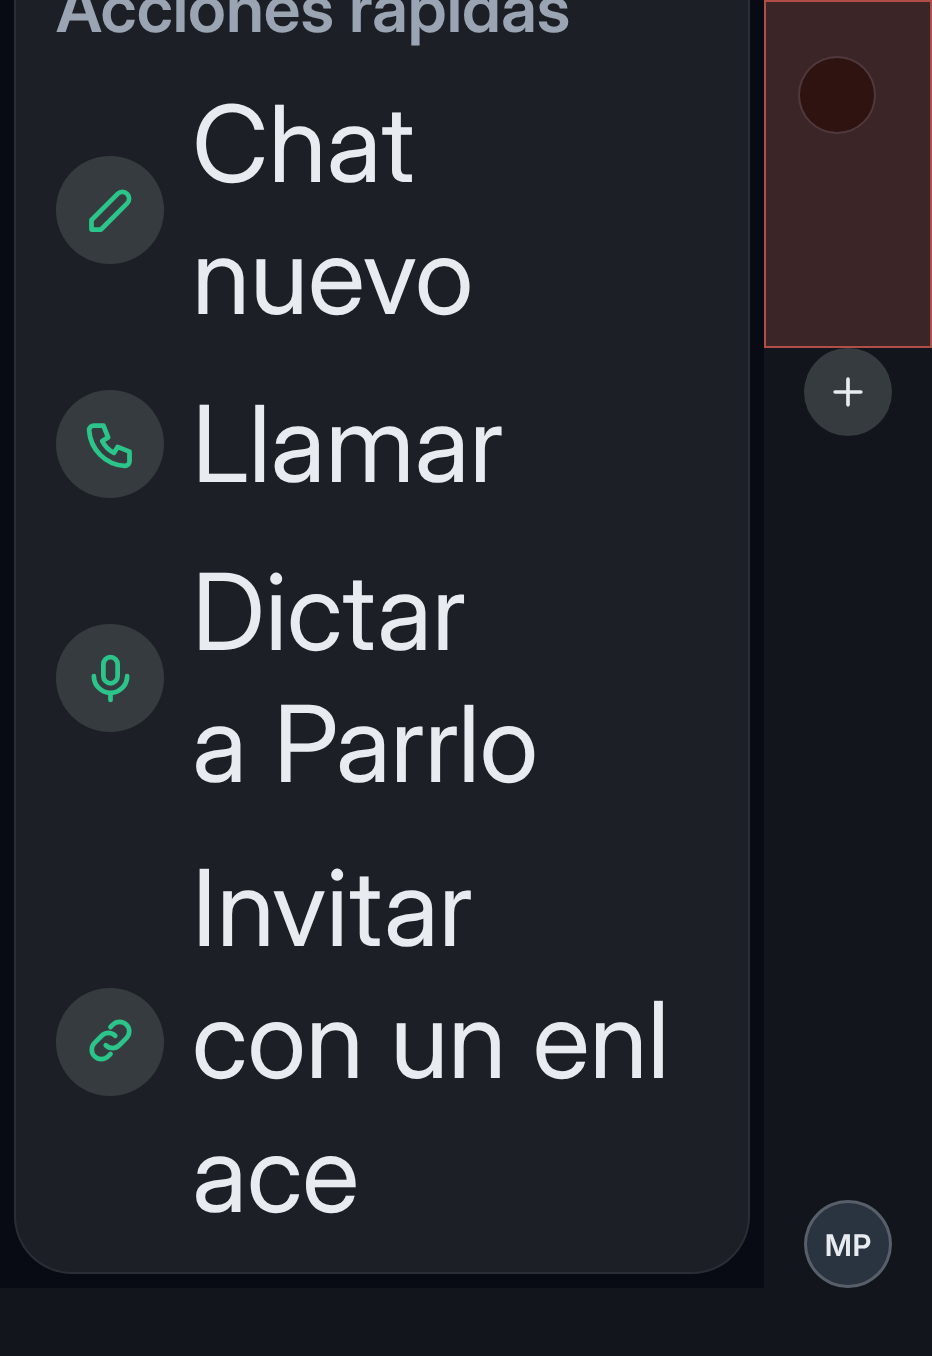 Acciones rápidas
Chat
nuevo
Llamar
Dictar
a Parrlo
Invitar
con un enl
ace
MP